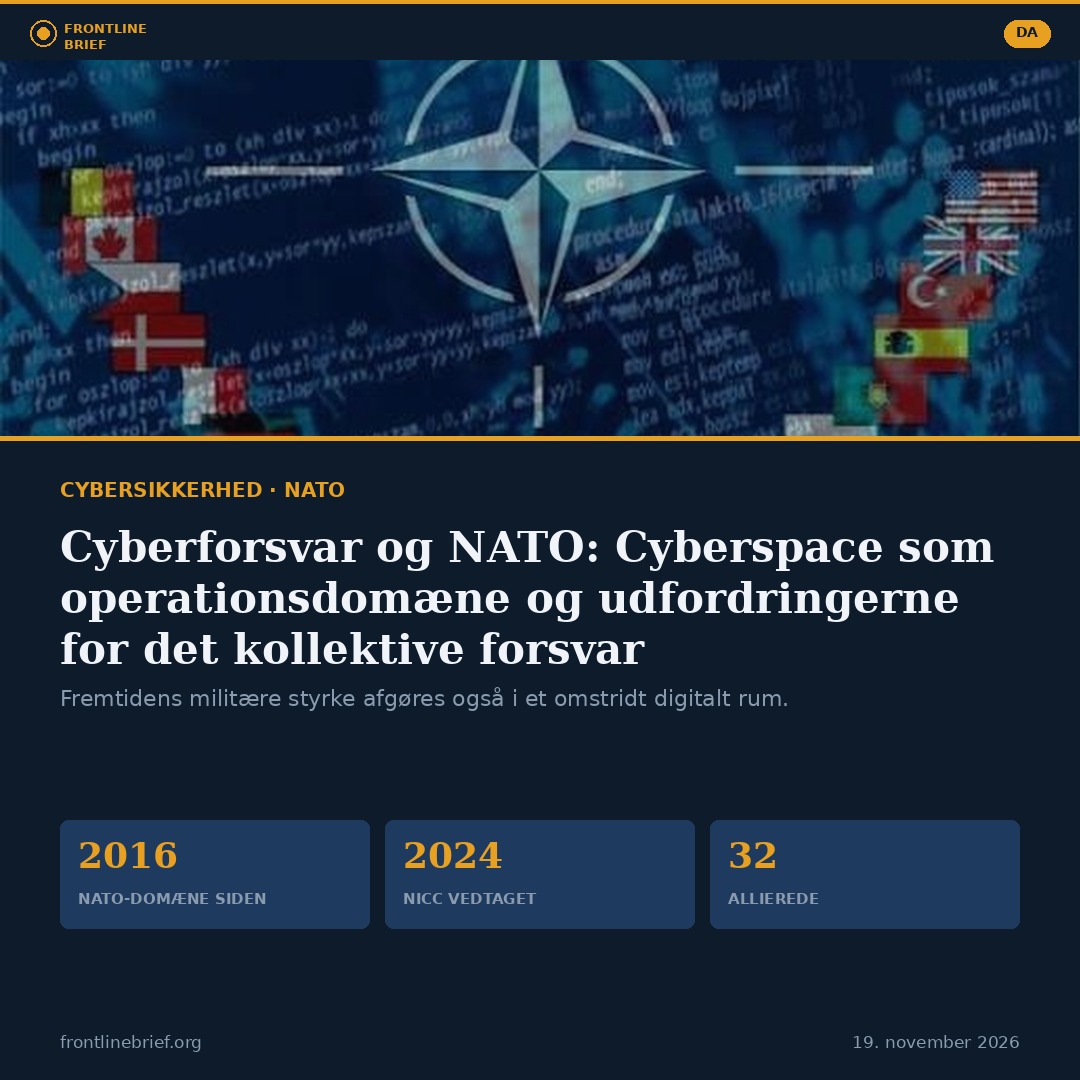 FRONTLINE
BRIEF
DA
CYBERSIKKERHED · NATO
Cyberforsvar og NATO: Cyberspace som
operationsdomæne og udfordringerne
for det kollektive forsvar
Fremtidens militære styrke afgøres også i et omstridt digitalt rum.
2016
NATO-DOMÆNE SIDEN
2024
NICC VEDTAGET
32
ALLIEREDE
frontlinebrief.org
19. november 2026